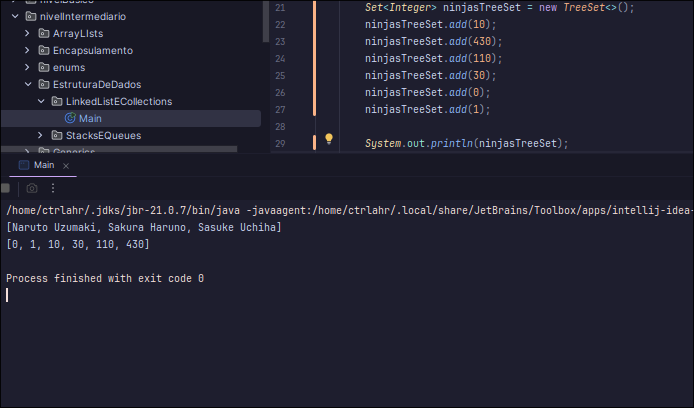 nivelIntermediario
ArrayLists
Encapsulamento
enums
EstruturaDeDados
LinkedListECollections
Main
StacksEQueues
Generics
21 Set<Integer> ninjasTreeSet = new TreeSet<>();
22 ninjasTreeSet.add(10);
23 ninjasTreeSet.add(430);
24 ninjasTreeSet.add(110);
25 ninjasTreeSet.add(30);
26 ninjasTreeSet.add(0);
27 ninjasTreeSet.add(1);
28
29 System.out.println(ninjasTreeSet);
Main
/home/ctrlahr/.jdks/jbr-21.0.7/bin/java -javaagent:/home/ctrlahr/.local/share/JetBrains/Toolbox/apps/intellij-idea-
[Naruto Uzumaki, Sakura Haruno, Sasuke Uchiha]
[0, 1, 10, 30, 110, 430]
Process finished with exit code 0